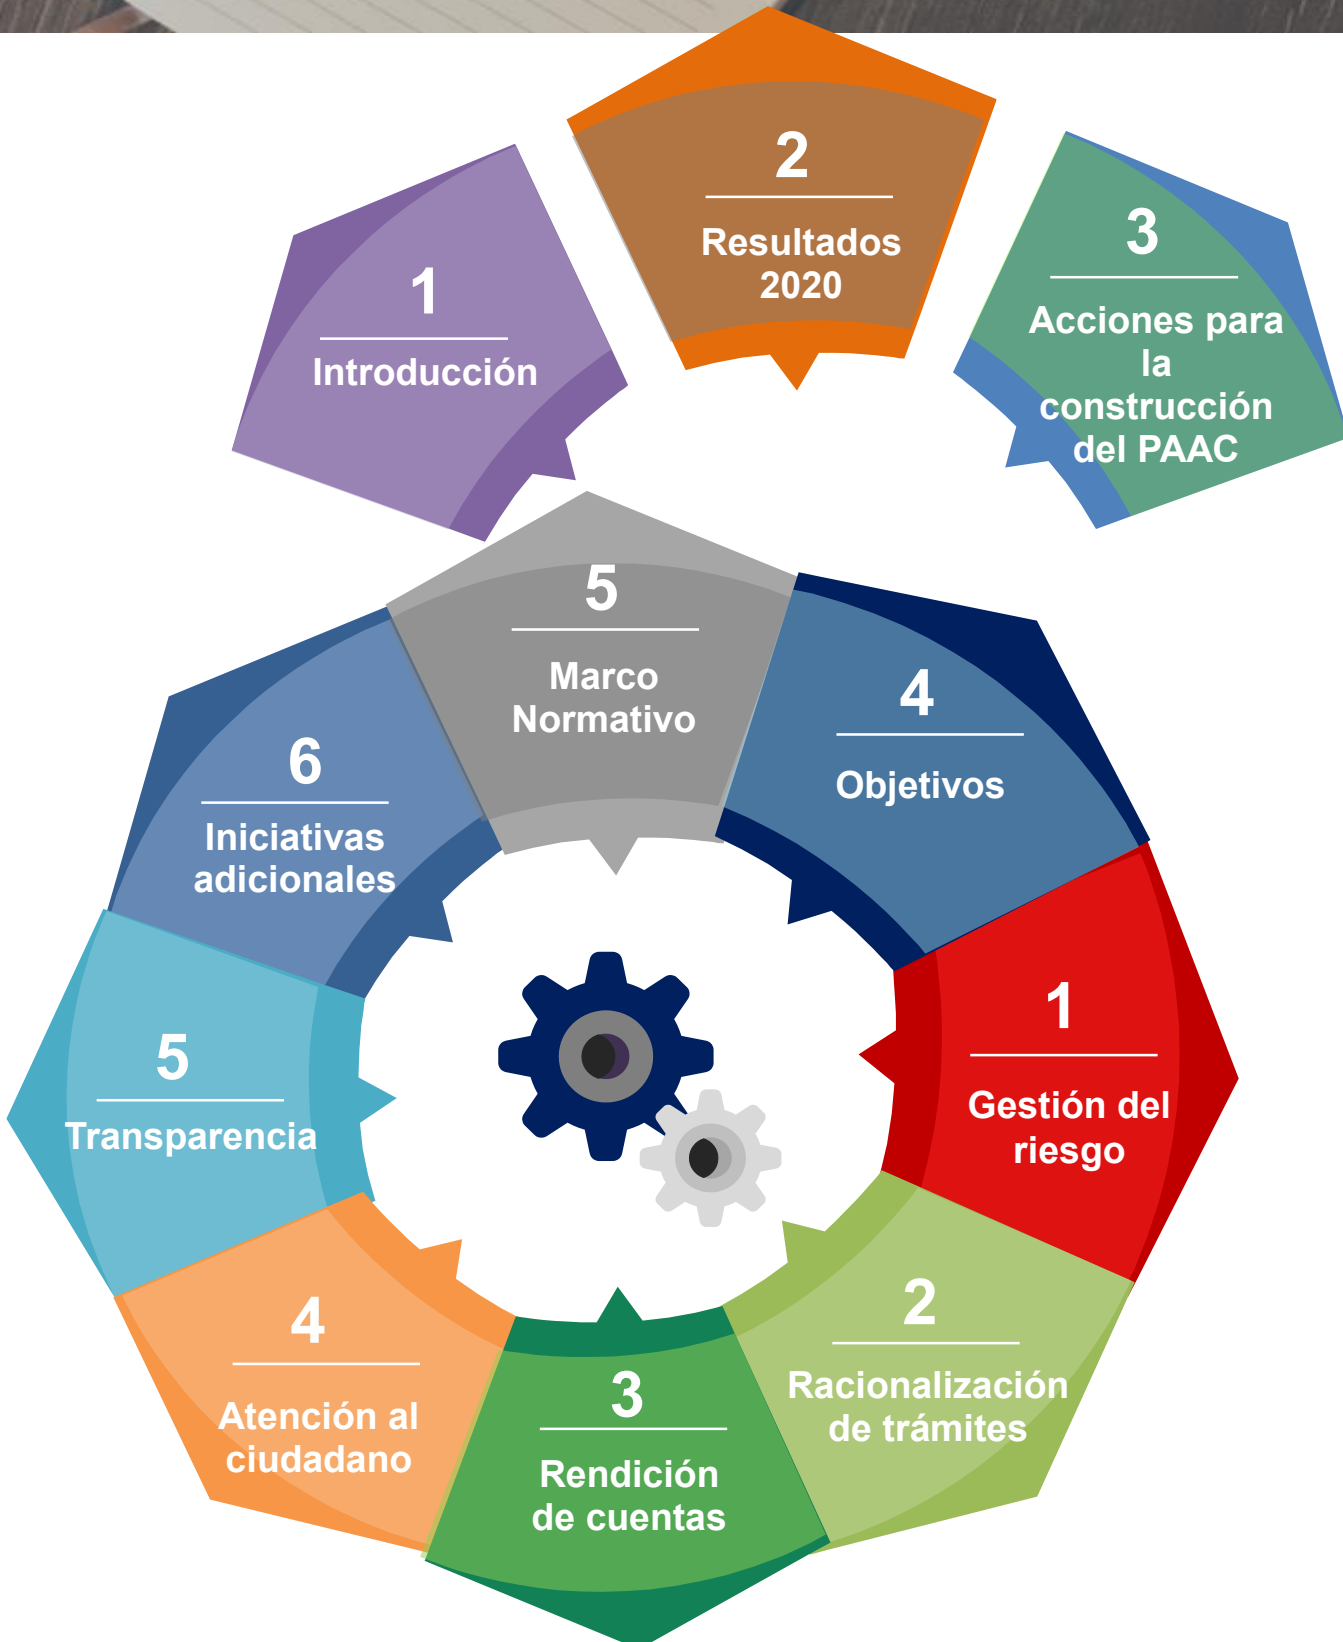 1
Introducción
2
Resultados
2020
3
Acciones para
la
construcción
del PAAC
5
Marco
Normativo
4
Objetivos
6
Iniciativas
adicionales
1
Gestión del
riesgo
5
Transparencia
2
Racionalización
de trámites
4
Atención al
ciudadano
3
Rendición
de cuentas